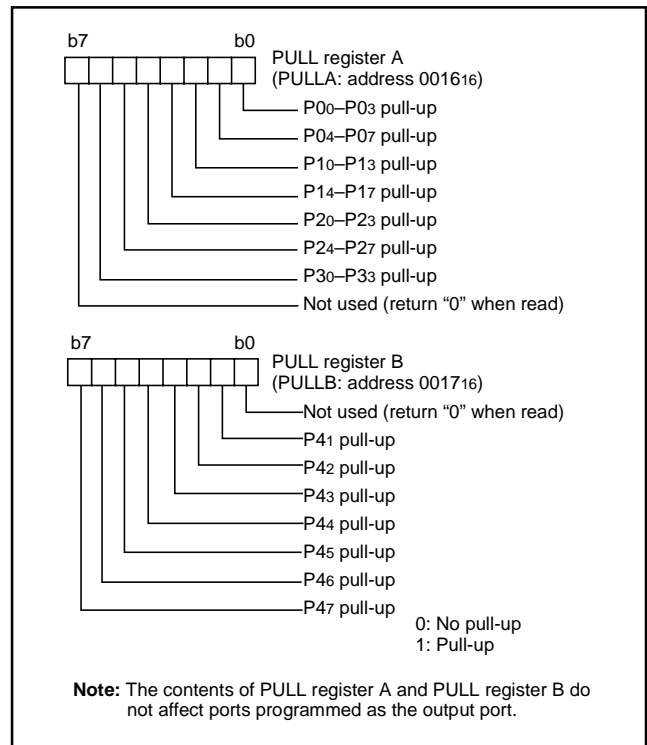 b7 b0
PULL register A
(PULLA: address 001616)
P00–P03 pull-up
P04–P07 pull-up
P10–P13 pull-up
P14–P17 pull-up
P20–P23 pull-up
P24–P27 pull-up
P30–P33 pull-up
Not used (return “0” when read)
b7 b0
PULL register B
(PULLB: address 001716)
Not used (return “0” when read)
P41 pull-up
P42 pull-up
P43 pull-up
P44 pull-up
P45 pull-up
P46 pull-up
P47 pull-up
0: No pull-up
1: Pull-up
Note: The contents of PULL register A and PULL register B do
not affect ports programmed as the output port.